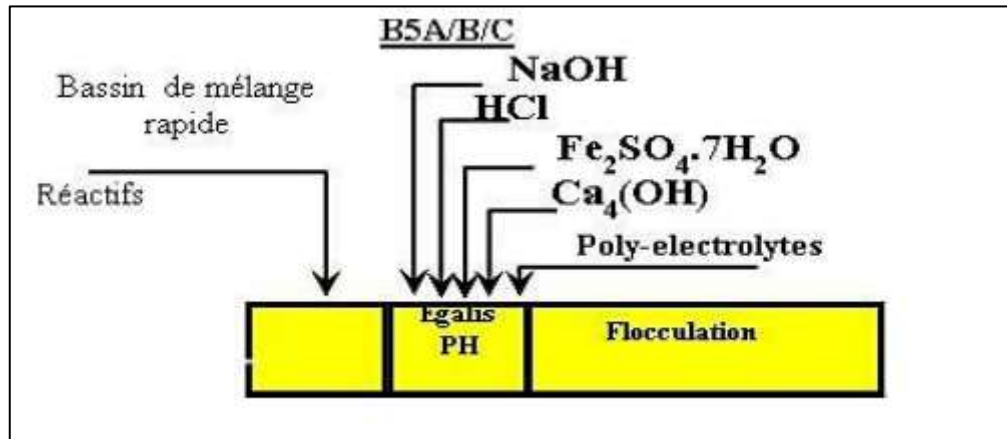 B5A/B/C
Bassin de mélange
rapide
Réactifs
NaOH
HCl
Fe₂SO₄.7H₂O
Ca₄(OH)
Poly-electrolytes
Egalis
PH
Flocculation